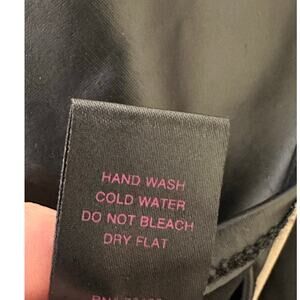 HAND WASH
COLD WATER
DO NOT BLEACH
DRY FLAT